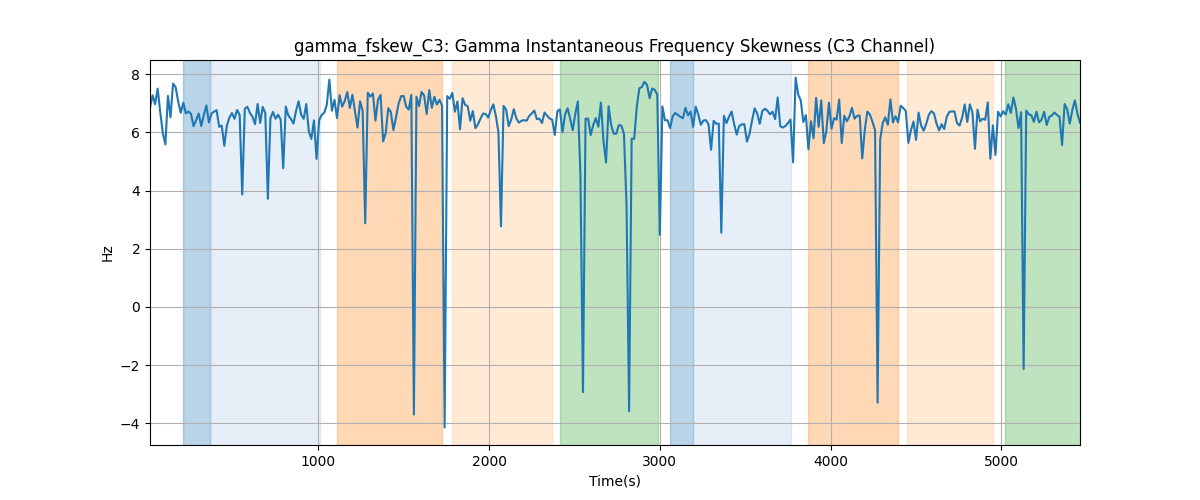 gamma_fskew_C3: Gamma Instantaneous Frequency Skewness (C3 Channel)
8
6
4
2
0
−2
−4
Hz
1000 2000 3000 4000 5000
Time(s)